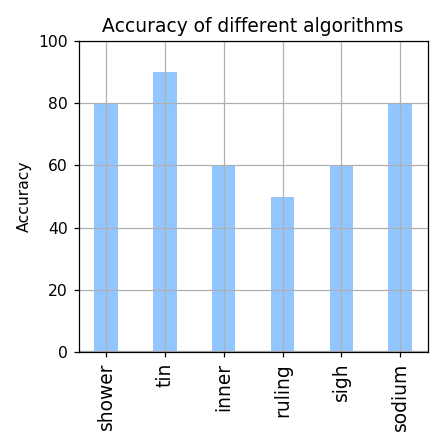 Accuracy of different algorithms
100
80
60
40
20
0
Accuracy
shower
tin
inner
ruling
sigh
sodium